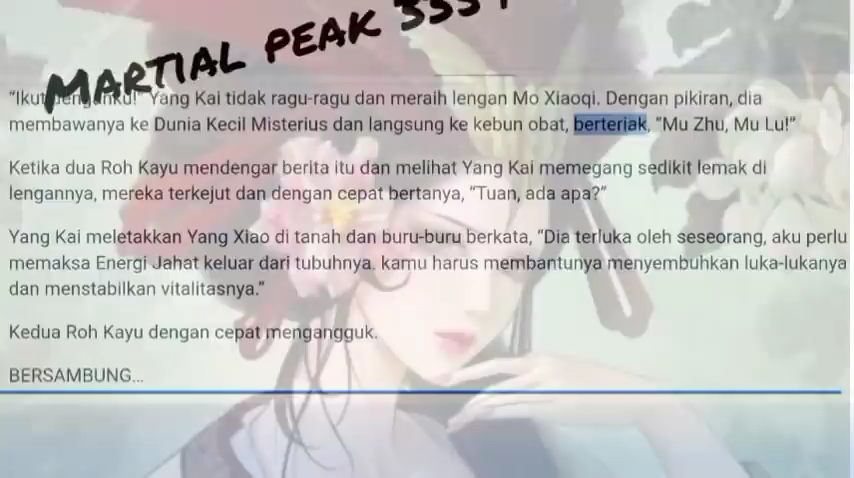 MARTIAL PEAK
"Ikut denganku!" Yang Kai tidak ragu-ragu dan meraih lengan Mo Xiaoqi. Dengan pikiran, dia
membawanya ke Dunia Kecil Misterius dan langsung ke kebun obat, berteriak, "Mu Zhu, Mu Lu!"
Ketika dua Roh Kayu mendengar berita itu dan melihat Yang Kai memegang sedikit lemak di
lengannya, mereka terkejut dan dengan cepat bertanya, "Tuan, ada apa?"
Yang Kai meletakkan Yang Xiao di tanah dan buru-buru berkata, "Dia terluka oleh seseorang, aku perlu
memaksa Energi Jahat keluar dari tubuhnya. kamu harus membantunya menyembuhkan luka-lukanya
dan menstabilkan vitalitasnya."
Kedua Roh Kayu dengan cepat mengangguk.
BERSAMBUNG...